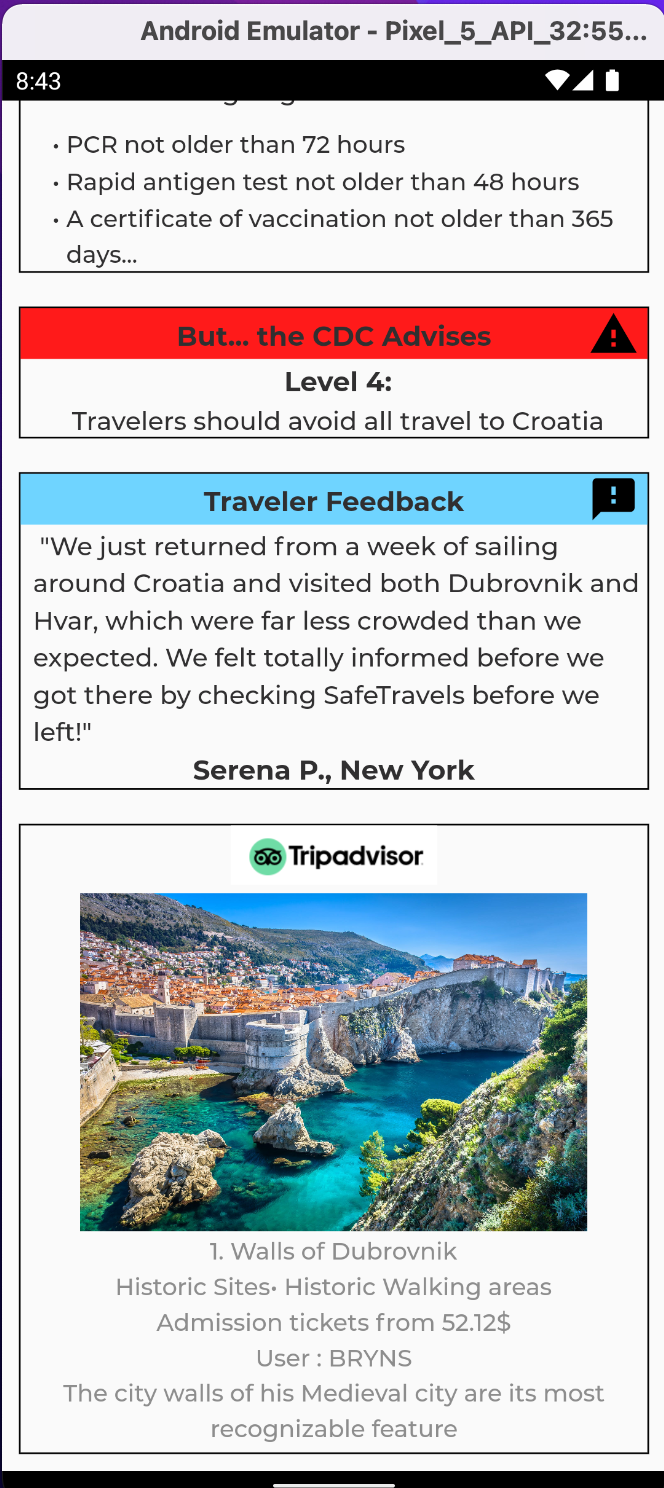 Android Emulator - Pixel_5_API_32:55...
8:43
• PCR not older than 72 hours
• Rapid antigen test not older than 48 hours
• A certificate of vaccination not older than 365
days...
But... the CDC Advises
Level 4:
Travelers should avoid all travel to Croatia
Traveler Feedback
"We just returned from a week of sailing
around Croatia and visited both Dubrovnik and
Hvar, which were far less crowded than we
expected. We felt totally informed before we
got there by checking SafeTravels before we
left!"
Serena P., New York
Tripadvisor
1. Walls of Dubrovnik
Historic Sites• Historic Walking areas
Admission tickets from 52.12$
User : BRYNS
The city walls of his Medieval city are its most
recognizable feature